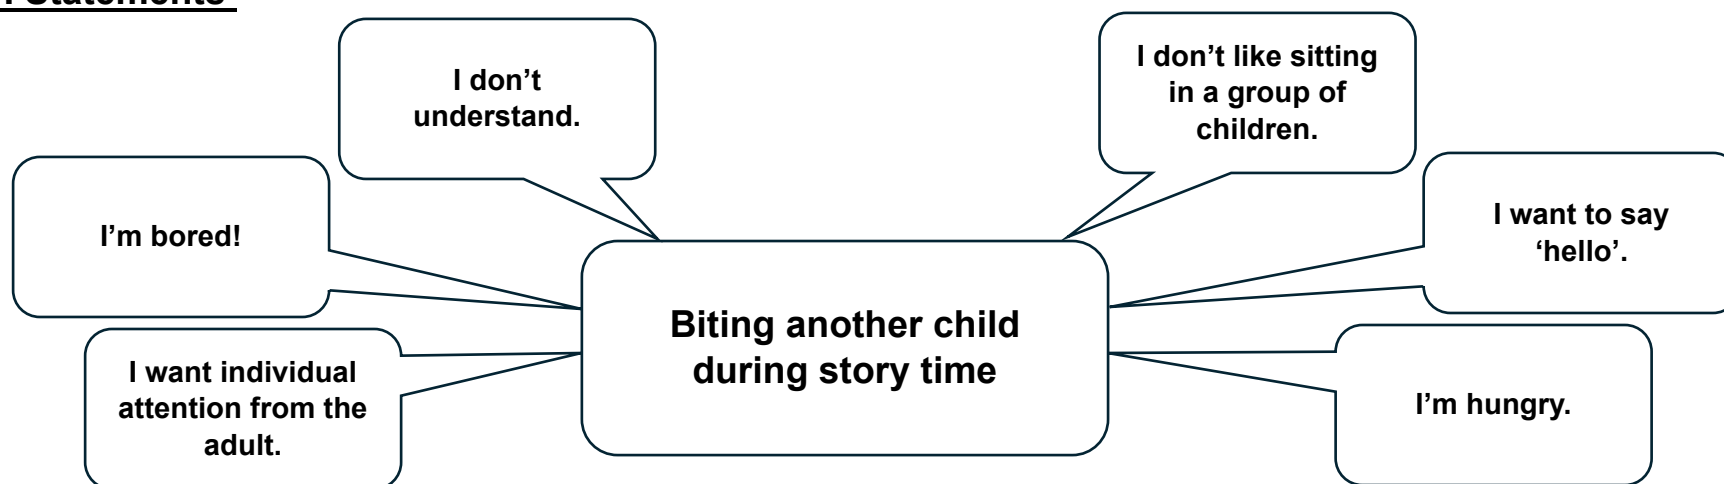 Statements
I don’t
understand.
I don’t like sitting
in a group of
children.
I’m bored!
I want to say
‘hello’.
Biting another child
during story time
I want individual
attention from the
adult.
I’m hungry.